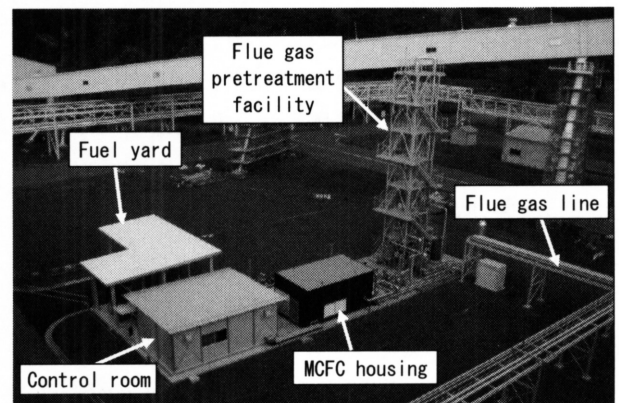 Flue gas
pretreatment
facility
Fuel yard
Flue gas line
Control room
MCFC housing